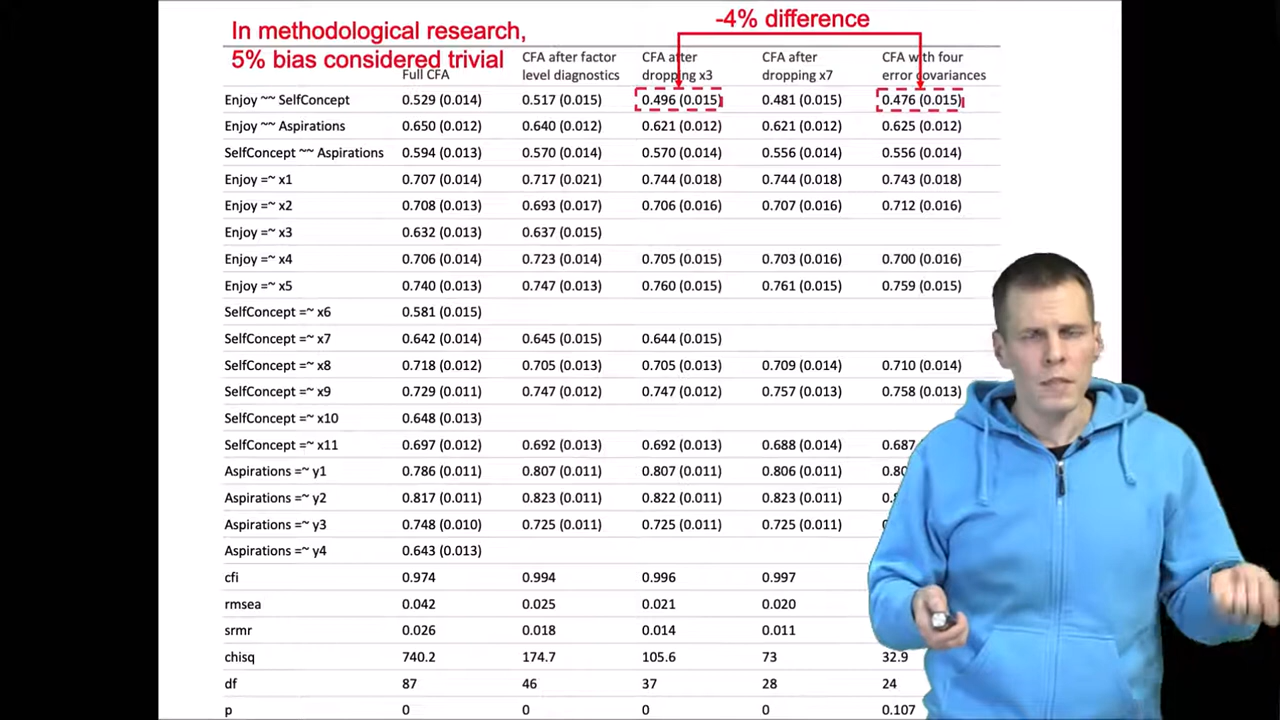 In methodological research,
5% bias considered trivial
-4% difference
Full CFA
CFA after factor
level diagnostics
CFA after
dropping x3
CFA after
dropping x7
CFA with four
error covariances
Enjoy ~~ SelfConcept 0.529 (0.014) 0.517 (0.015) 0.496 (0.015) 0.481 (0.015) 0.476 (0.015)
Enjoy ~~ Aspirations 0.650 (0.012) 0.640 (0.012) 0.621 (0.012) 0.621 (0.012) 0.625 (0.012)
SelfConcept ~~ Aspirations 0.594 (0.013) 0.570 (0.014) 0.570 (0.014) 0.556 (0.014) 0.556 (0.014)
Enjoy =~ x1 0.707 (0.014) 0.717 (0.021) 0.744 (0.018) 0.744 (0.018) 0.743 (0.018)
Enjoy =~ x2 0.708 (0.013) 0.693 (0.017) 0.706 (0.016) 0.707 (0.016) 0.712 (0.016)
Enjoy =~ x3 0.632 (0.013) 0.637 (0.015)
Enjoy =~ x4 0.706 (0.014) 0.723 (0.014) 0.705 (0.015) 0.703 (0.016) 0.700 (0.016)
Enjoy =~ x5 0.740 (0.013) 0.747 (0.013) 0.760 (0.015) 0.761 (0.015) 0.759 (0.015)
SelfConcept =~ x6 0.581 (0.015)
SelfConcept =~ x7 0.642 (0.014) 0.645 (0.015) 0.644 (0.015)
SelfConcept =~ x8 0.718 (0.012) 0.705 (0.013) 0.705 (0.013) 0.709 (0.014) 0.710 (0.014)
SelfConcept =~ x9 0.729 (0.011) 0.747 (0.012) 0.747 (0.012) 0.757 (0.013) 0.758 (0.013)
SelfConcept =~ x10 0.648 (0.013)
SelfConcept =~ x11 0.697 (0.012) 0.692 (0.013) 0.692 (0.013) 0.688 (0.014) 0.687
Aspirations =~ y1 0.786 (0.011) 0.807 (0.011) 0.807 (0.011) 0.806 (0.011)
Aspirations =~ y2 0.817 (0.011) 0.823 (0.011) 0.822 (0.011) 0.823 (0.011)
Aspirations =~ y3 0.748 (0.010) 0.725 (0.011) 0.725 (0.011) 0.725 (0.011)
Aspirations =~ y4 0.643 (0.013)
cfi 0.974 0.994 0.996 0.997
rmsea 0.042 0.025 0.021 0.020
srmr 0.026 0.018 0.014 0.011
chisq 740.2 174.7 105.6 73 32.9
df 87 46 37 28 24
p 0 0 0 0 0.107